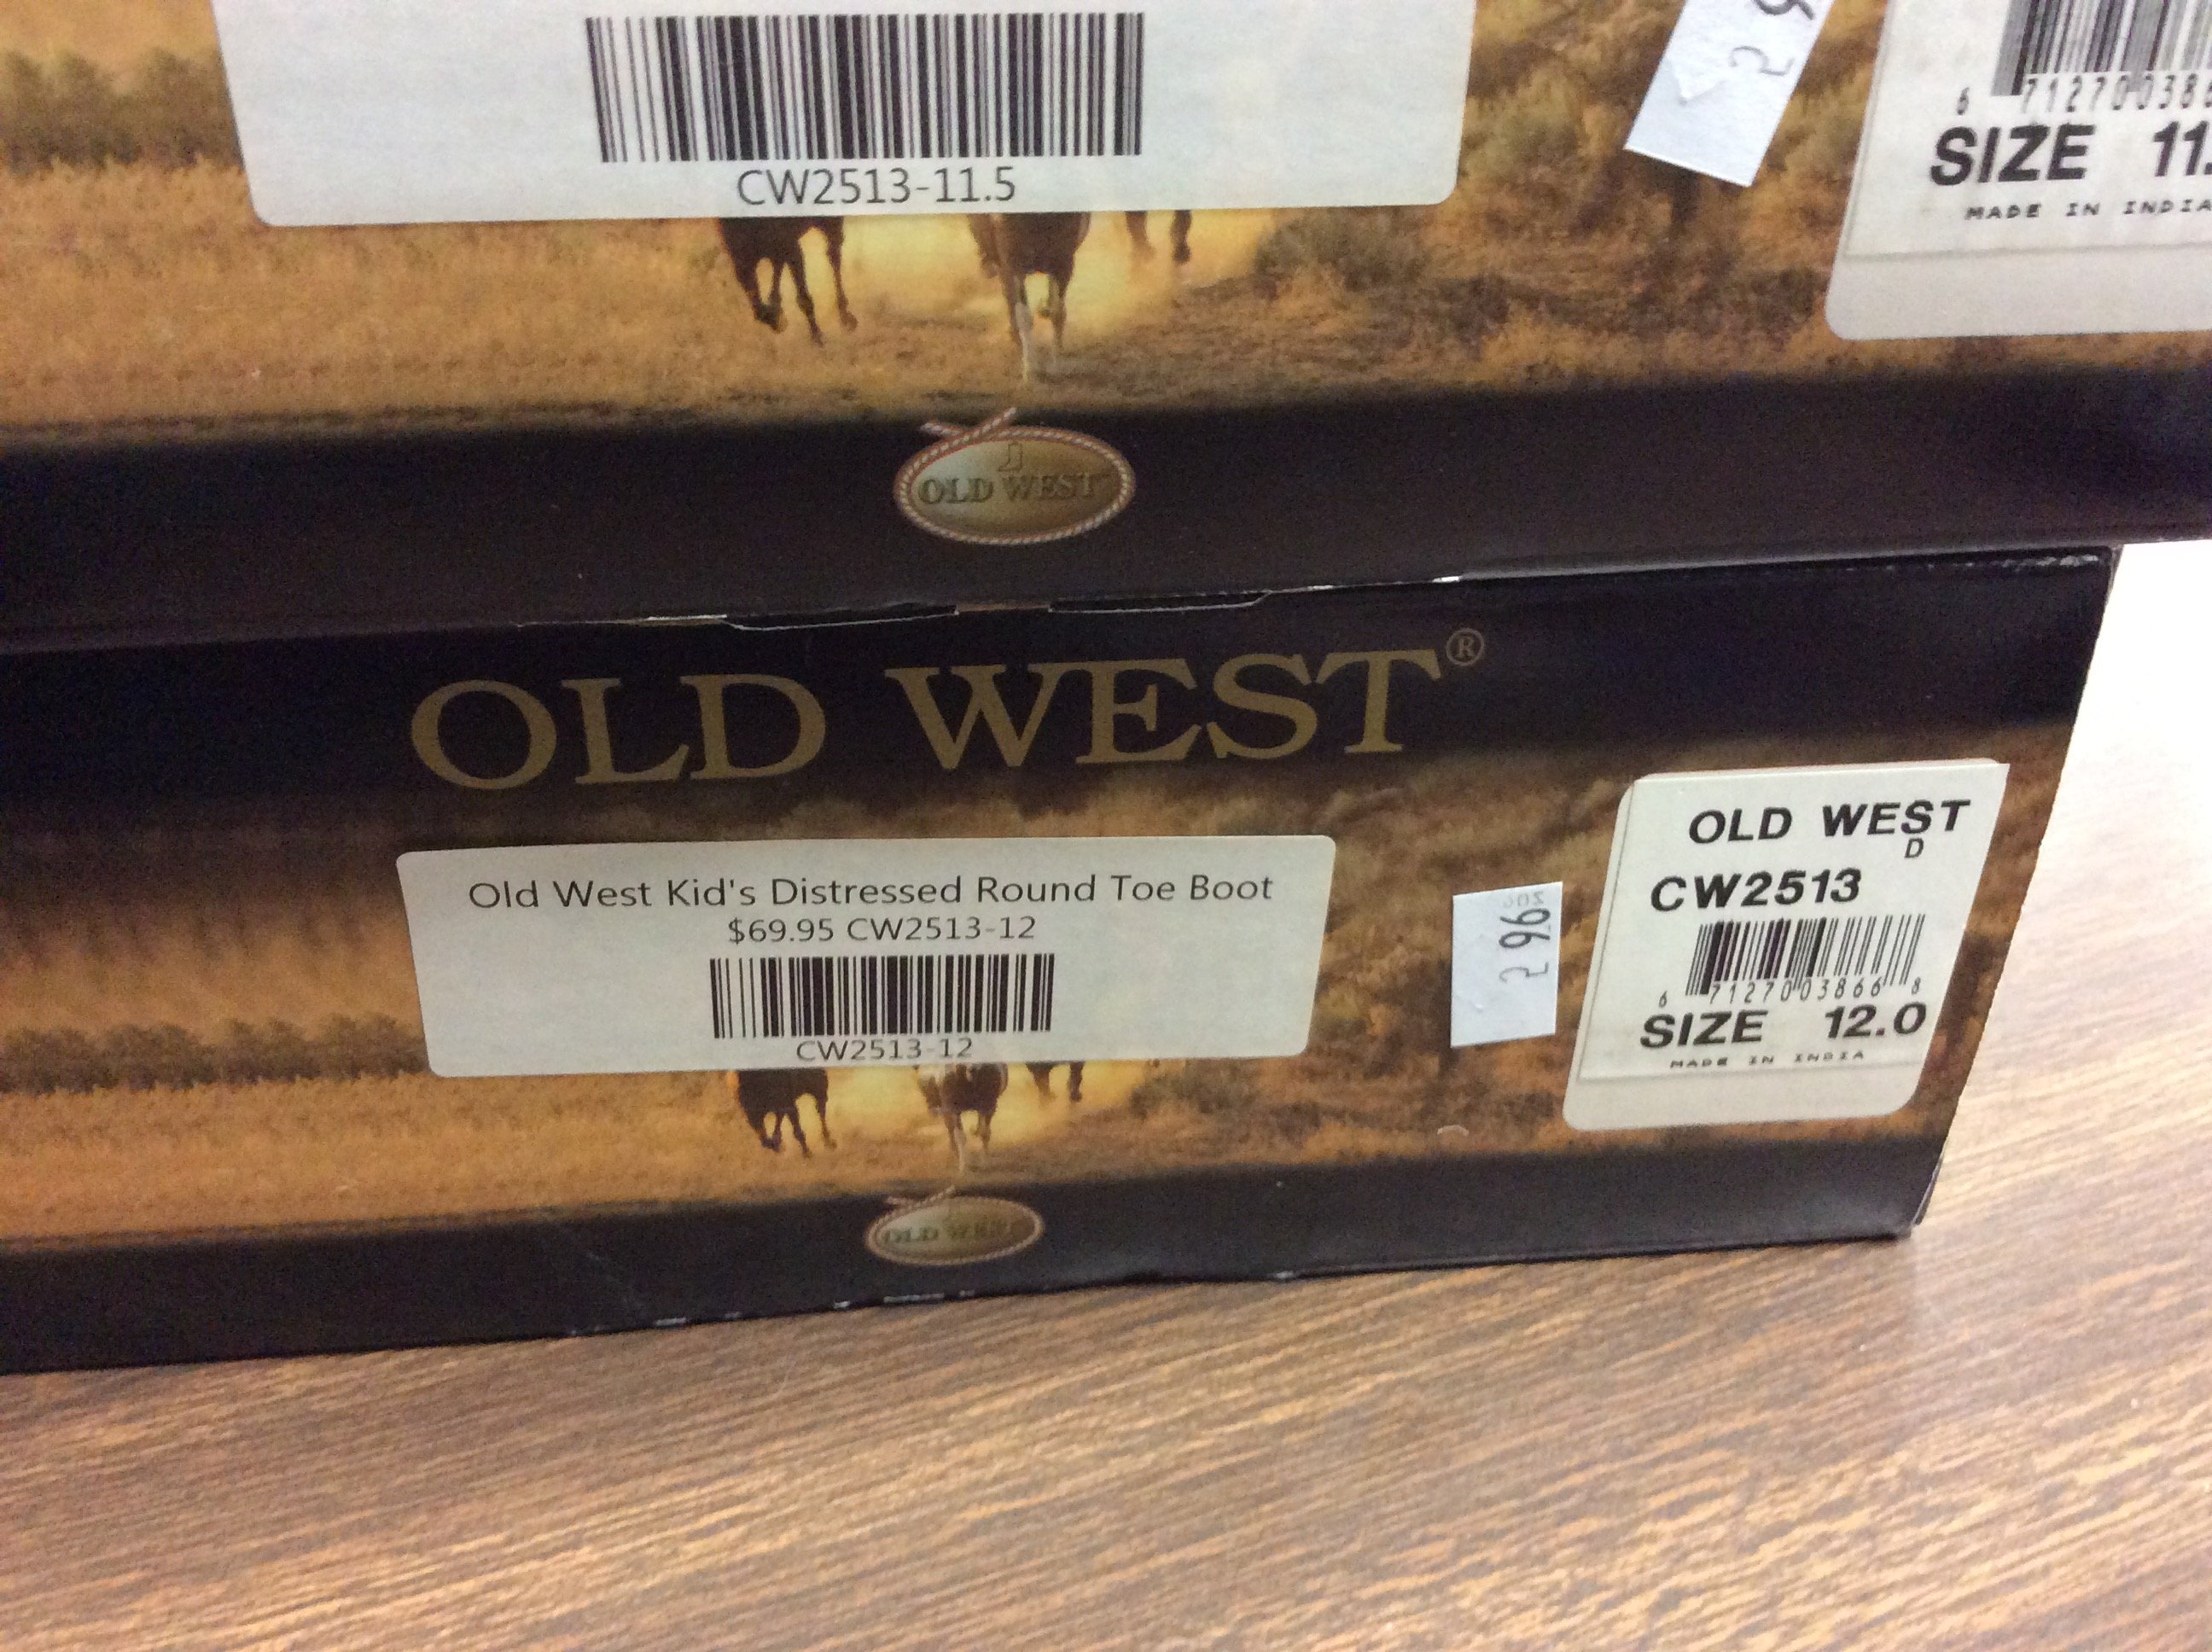 CW2513-11.5
6 71270038
SIZE 11.
MADE IN INDIA
OLD WEST
OLD WEST®
Old West Kid's Distressed Round Toe Boot
$69.95 CW2513-12
CW2513-12
296
OLD WEST
D
CW2513
6 71270 03866 8
SIZE 12.0
MADE IN INDIA
OLD WEST